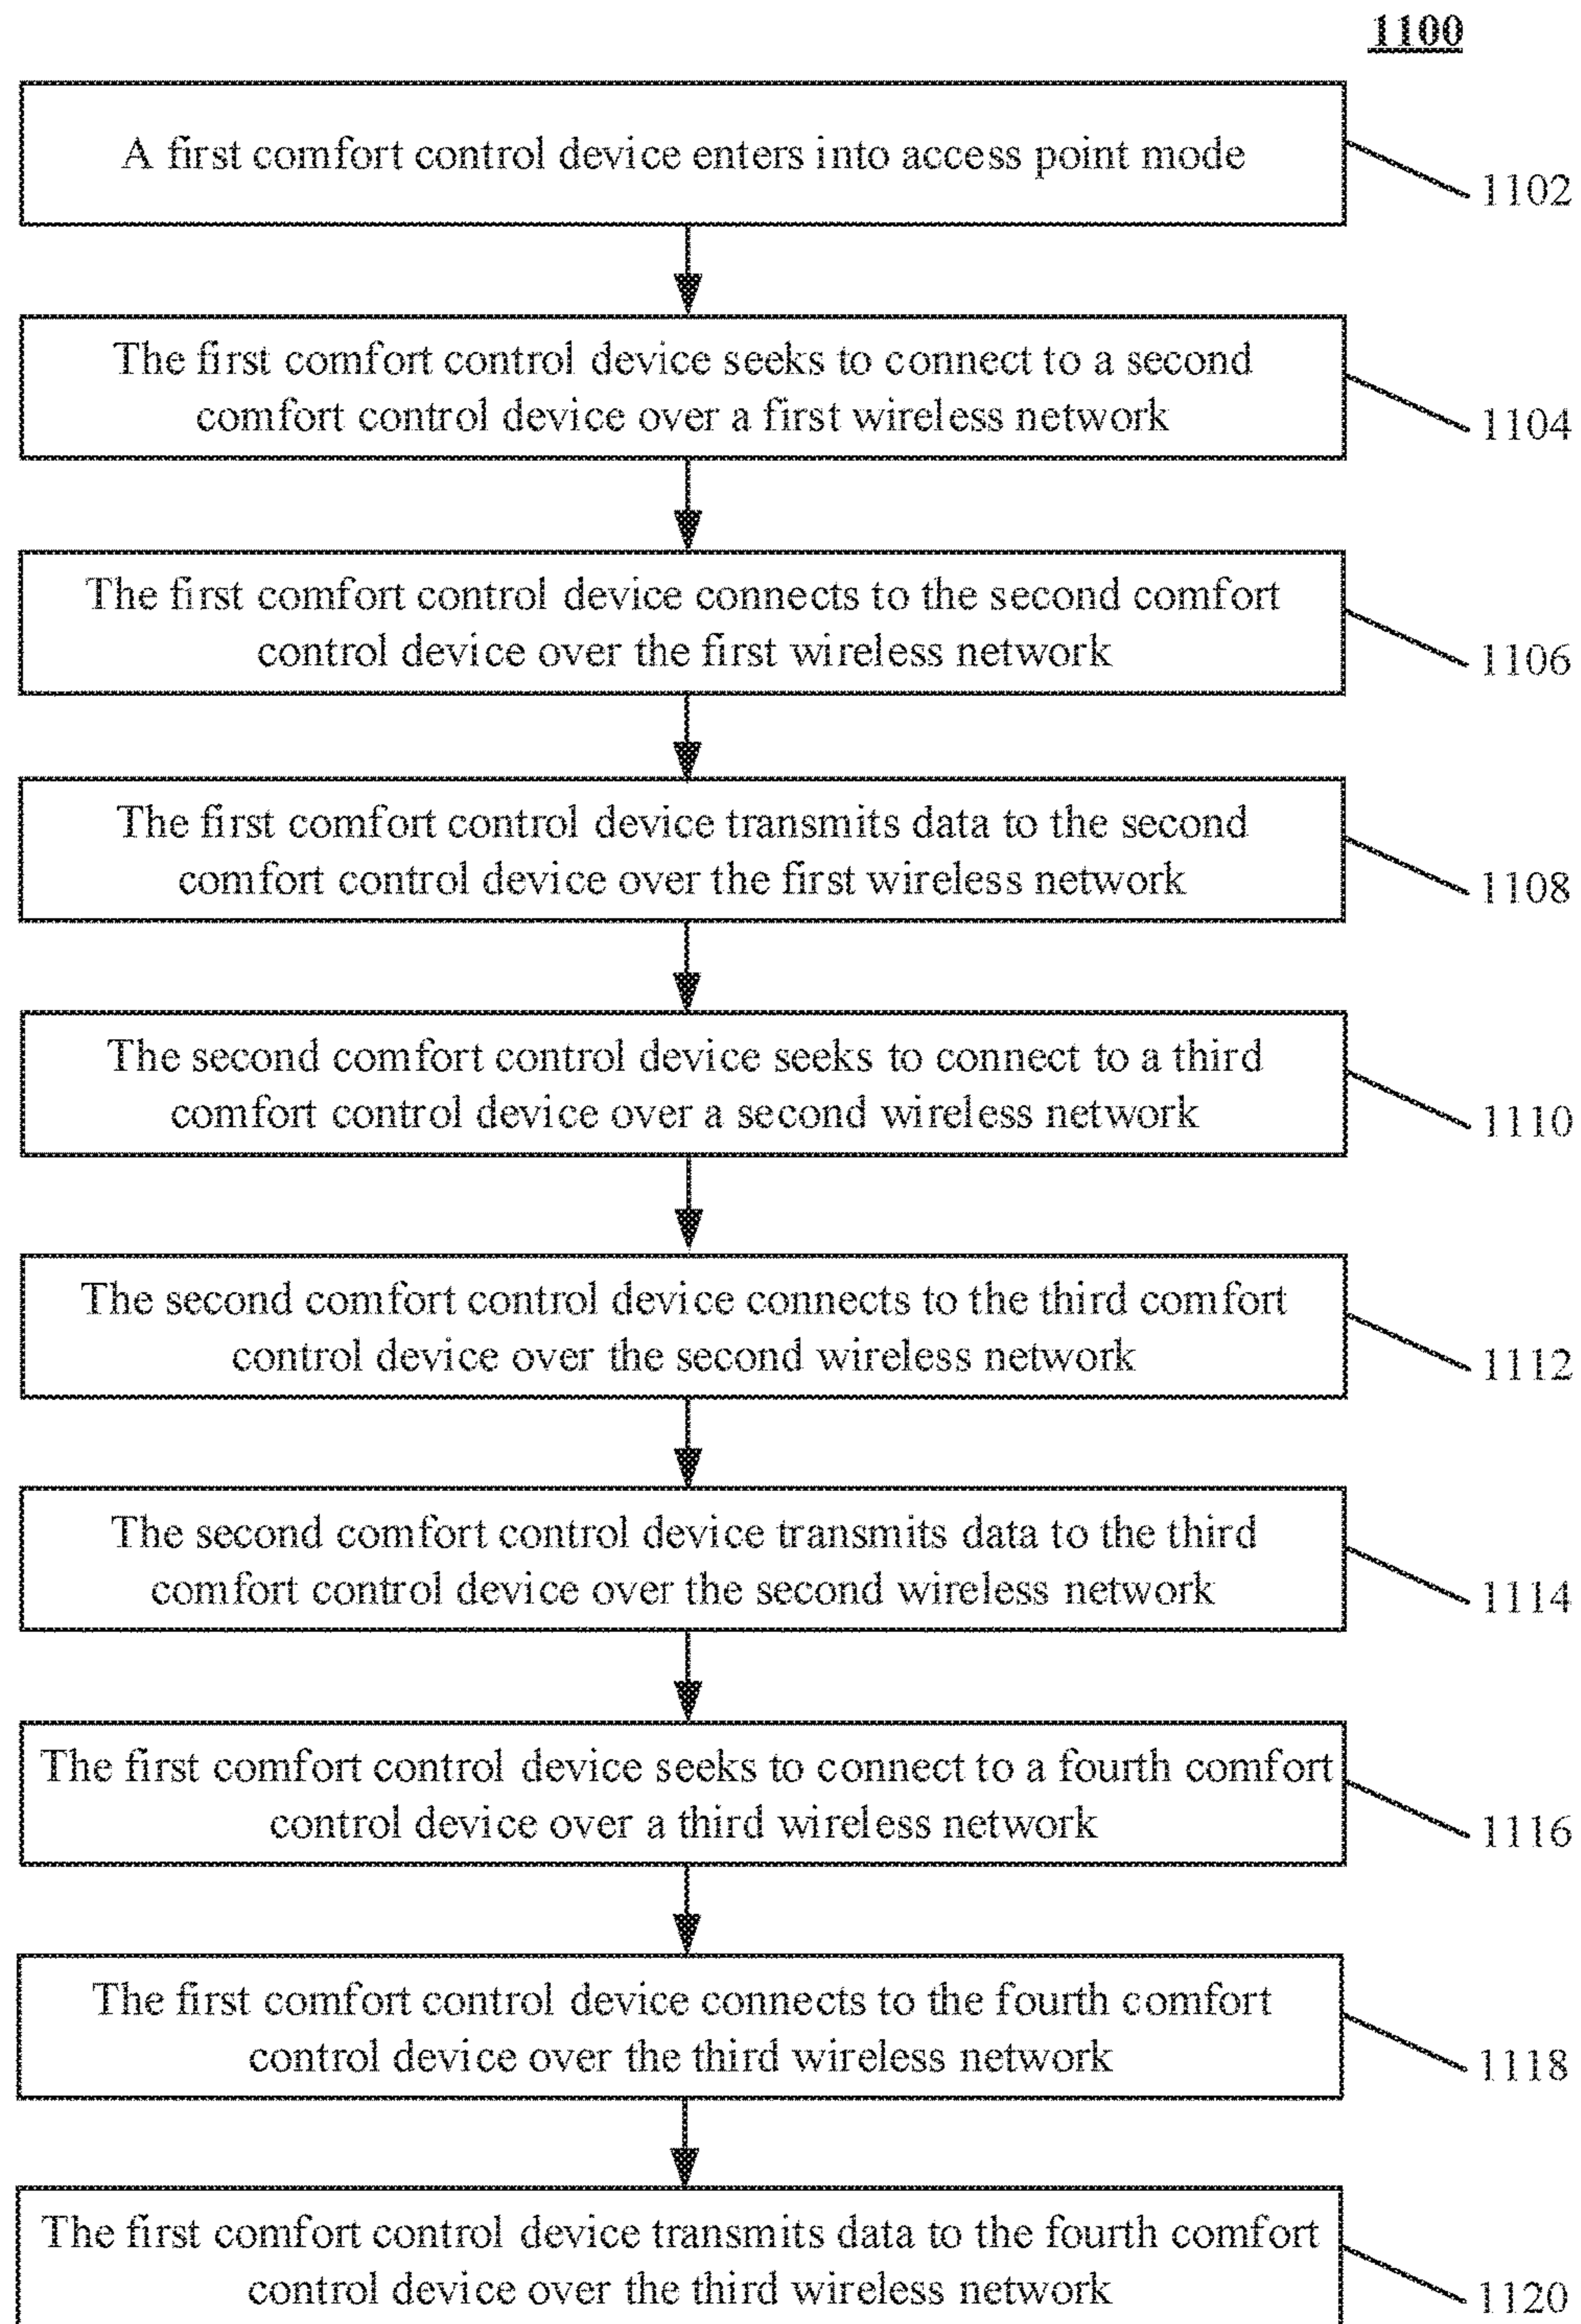 1100
A first comfort control device enters into access point mode
1102
The first comfort control device seeks to connect to a second
comfort control device over a first wireless network
1104
The first comfort control device connects to the second comfort
control device over the first wireless network
1106
The first comfort control device transmits data to the second
comfort control device over the first wireless network
1108
The second comfort control device seeks to connect to a third
comfort control device over a second wireless network
1110
The second comfort control device connects to the third comfort
control device over the second wireless network
1112
The second comfort control device transmits data to the third
comfort control device over the second wireless network
1114
The first comfort control device seeks to connect to a fourth comfort
control device over a third wireless network
1116
The first comfort control device connects to the fourth comfort
control device over the third wireless network
1118
The first comfort control device transmits data to the fourth comfort
control device over the third wireless network
1120